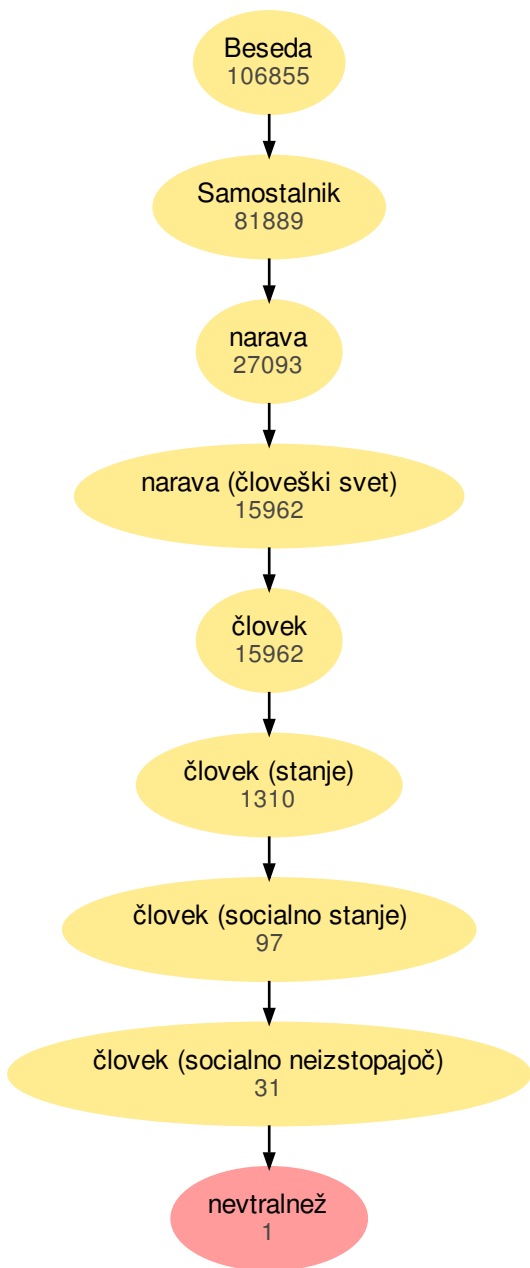 Beseda
106855
Samostalnik
81889
narava
27093
narava (človeški svet)
15962
človek
15962
človek (stanje)
1310
človek (socialno stanje)
97
človek (socialno neizstopajoč)
31
nevtralnež
1